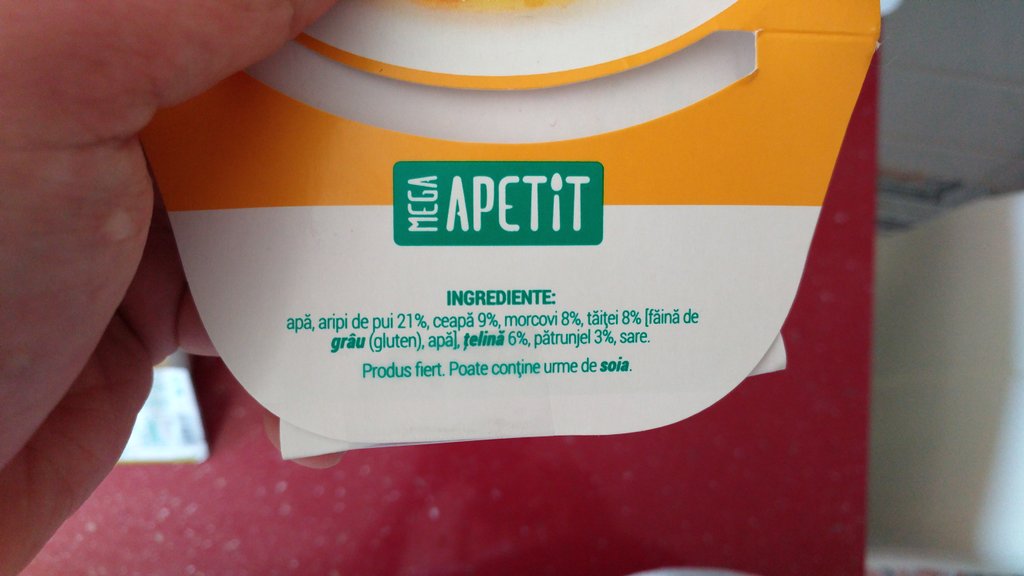 MEGA APETiT
INGREDIENTE:
apă, aripi de pui 21%, ceapă 9%, morcovi 8%, tăiței 8% [făină de
grâu (gluten), apă], țelină 6%, pătrunjel 3%, sare.
Produs fiert. Poate conţine urme de soia.